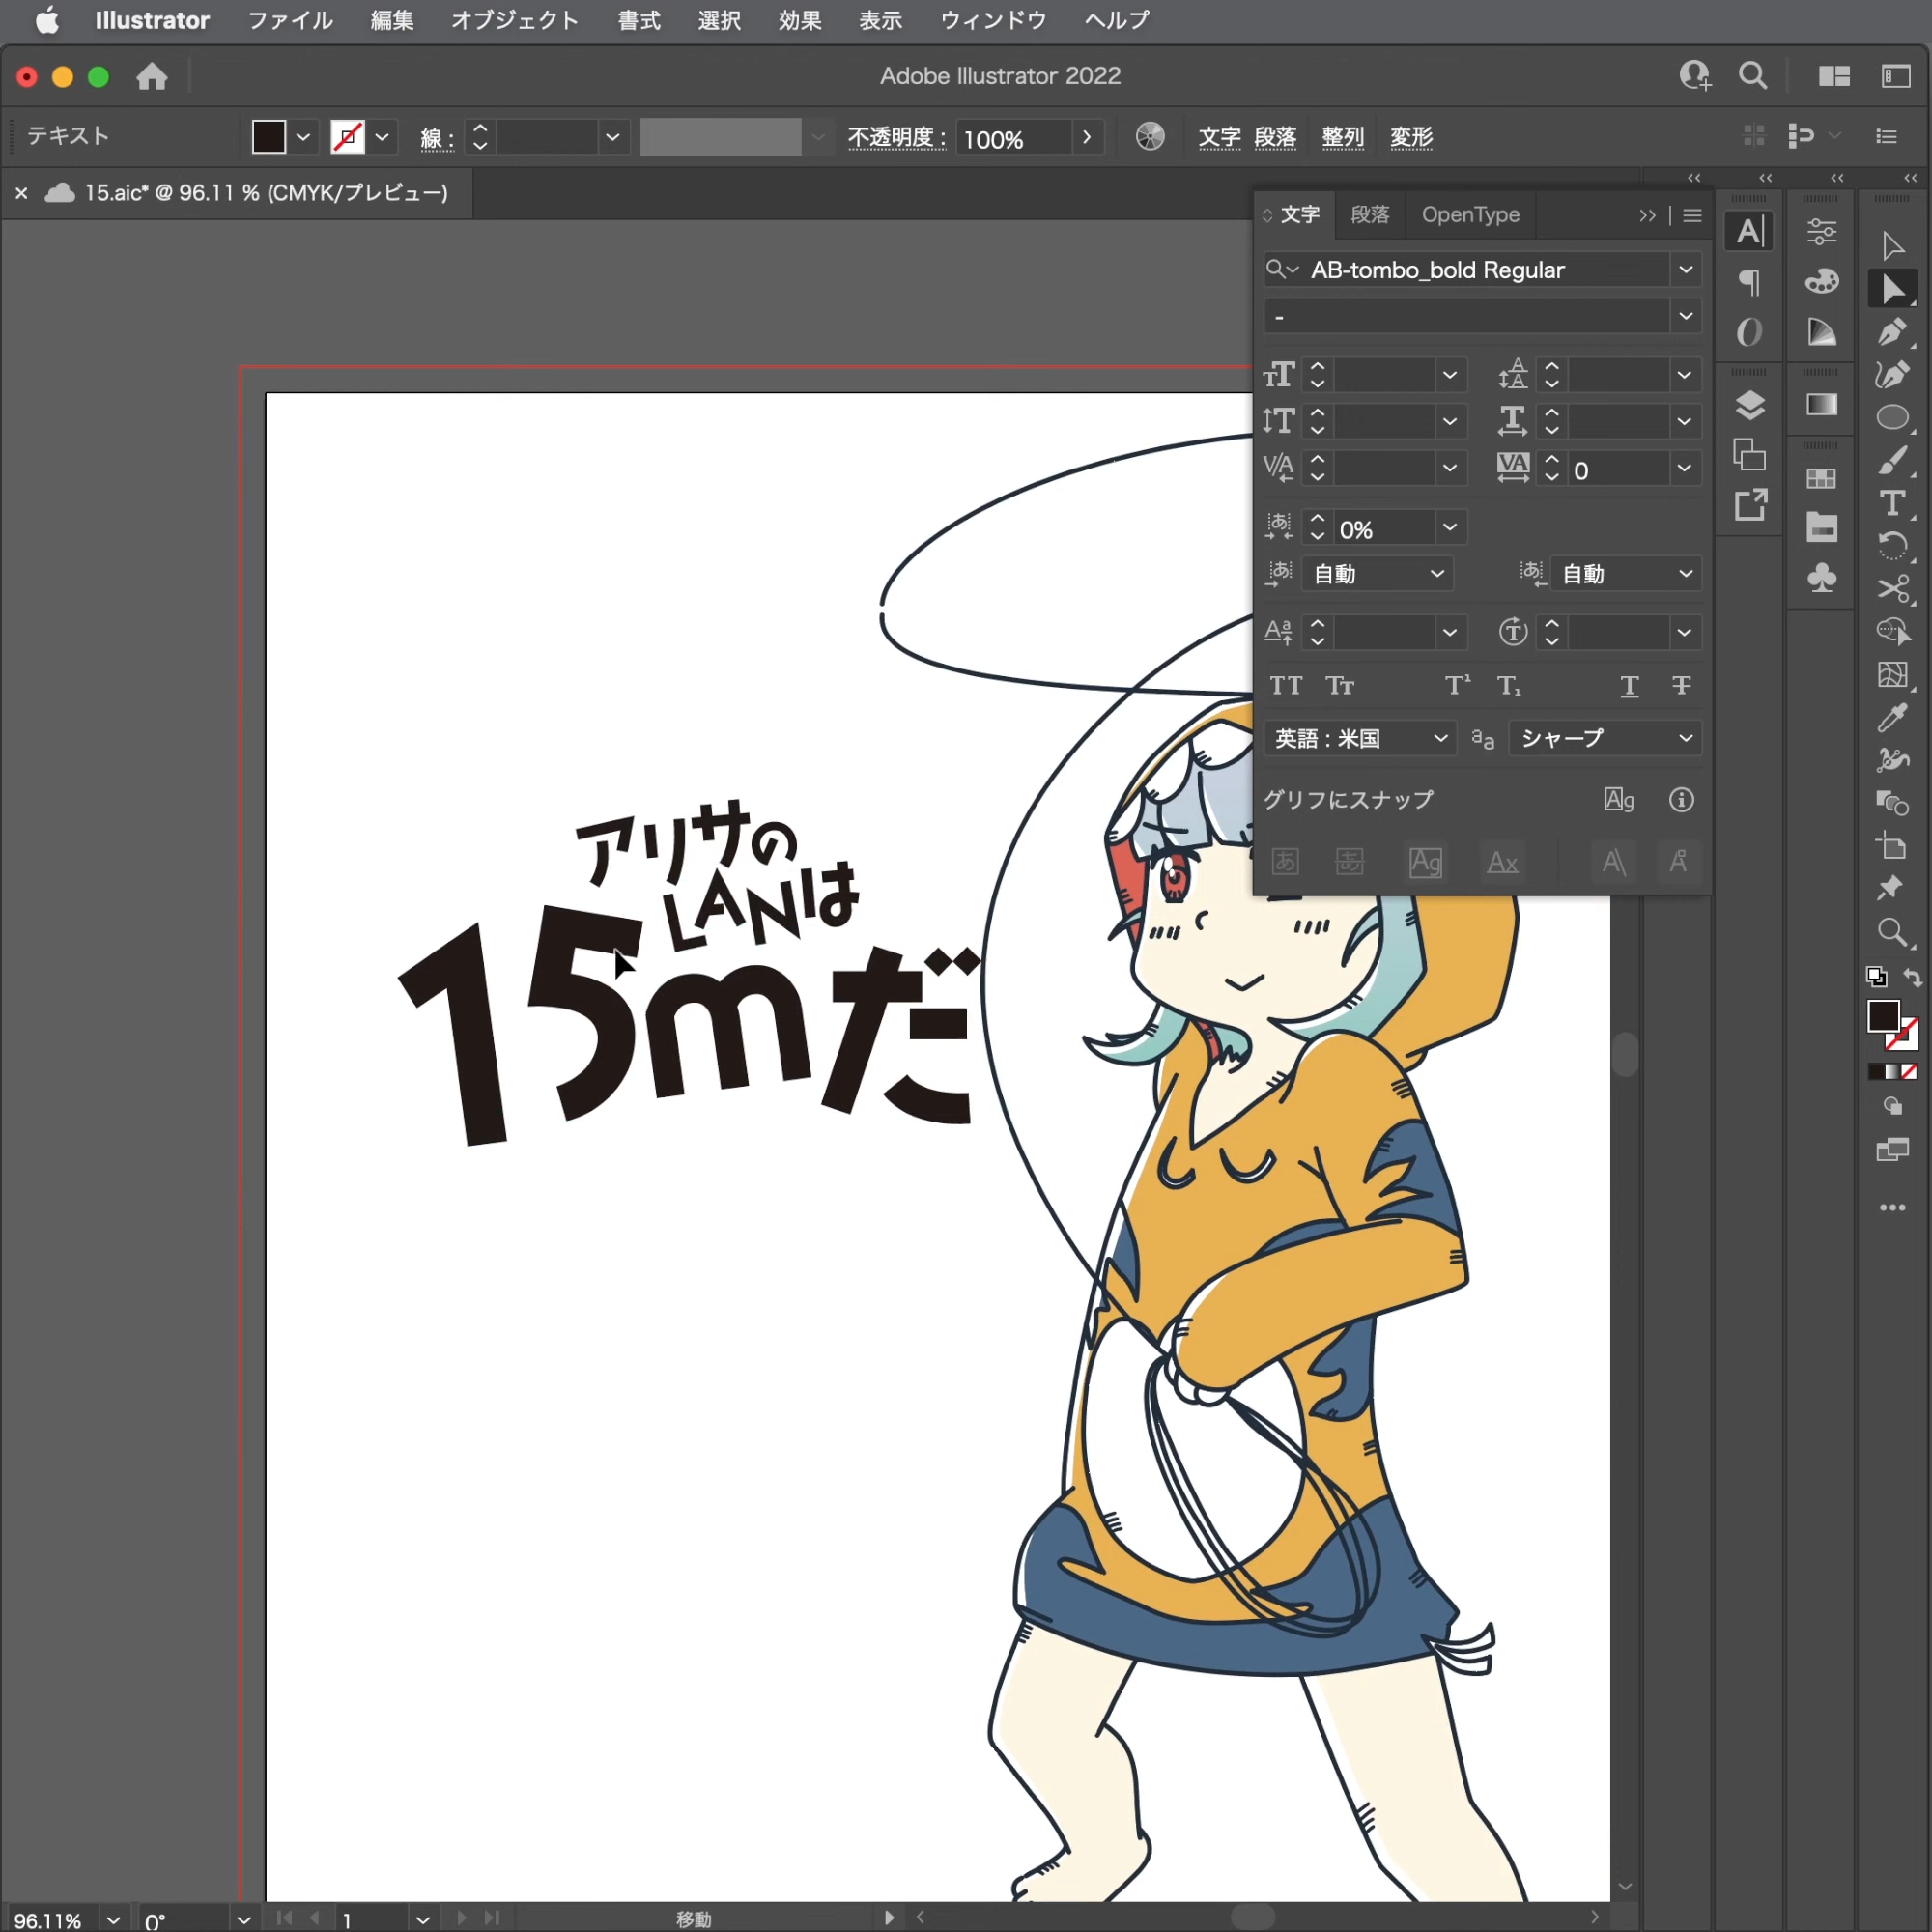 Illustrator ファイル 編集 オブジェクト 書式 選択 効果 表示 ウィンドウ ヘルプ
Adobe Illustrator 2022
テキスト 線: 不透明度: 100% 文字 段落 整列 変形
15.aic* @ 96.11 % (CMYK/プレビュー)
文字 段落 OpenType
AB-tombo_bold Regular
-
0
0%
自動 自動
英語:米国 シャープ
グリフにスナップ
アリサの
LANは
15mだ
96.11% 0° 1 移動